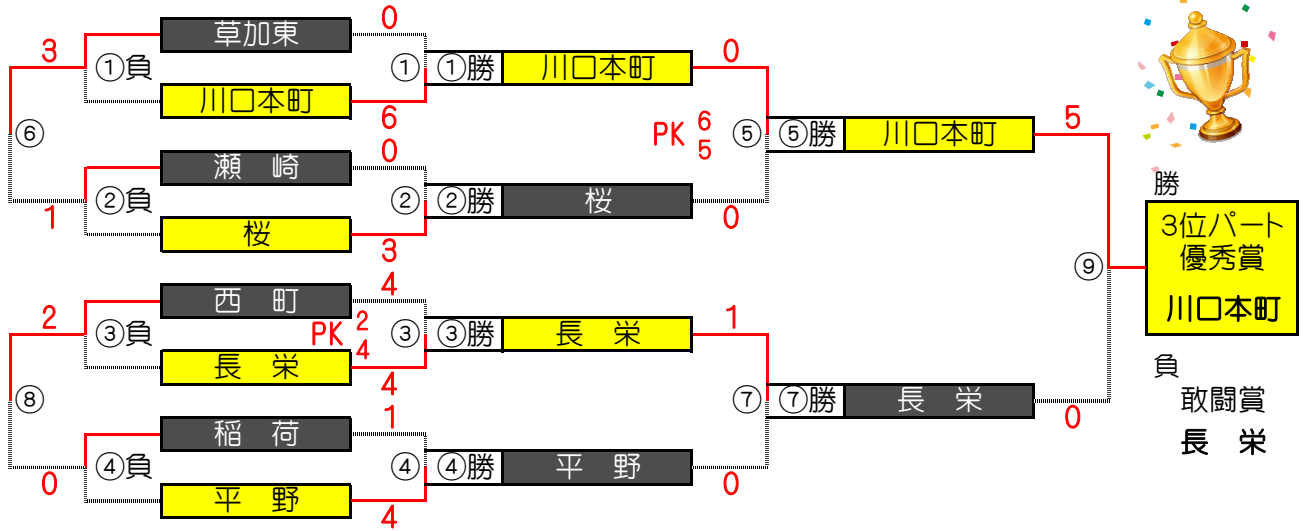 草加東 0
3 ①負 ① ①勝 川口本町 0
川口本町 6
⑥ PK 6 5 ⑤ ⑤勝 川口本町 5
瀬崎 0
1 ②負 ② ②勝 桜 0
桜 3
勝
3位パート
優秀賞
川口本町
⑨
西町 4
2 ③負 PK 2 4 ③ ③勝 長栄 1
長栄 4
⑧ ⑦ ⑦勝 長栄 0
稲荷 1
0 ④負 ④ ④勝 平野 0
平野 4
負
敢闘賞
長栄